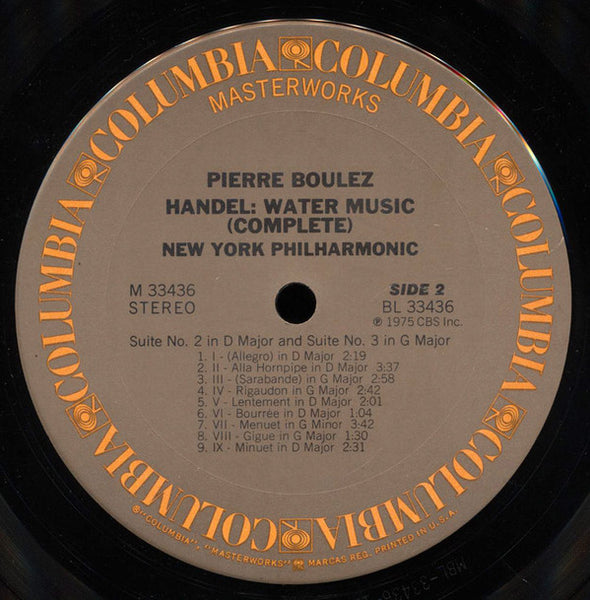 COLUMBIA COLUMBIA COLUMBIA COLUMBIA COLUMBIA COLUMBIA COLUMBIA COLUMBIA
MASTERWORKS
PIERRE BOULEZ
HANDEL: WATER MUSIC
(COMPLETE)
NEW YORK PHILHARMONIC
M 33436
STEREO
SIDE 2
BL 33436
℗ 1975 CBS Inc.
Suite No. 2 in D Major and Suite No. 3 in G Major
1. I - (Allegro) in D Major 2:19
2. II - Alla Hornpipe in D Major 3:37
3. III - (Sarabande) in G Major 2:58
4. IV - Rigaudon in G Major 2:42
5. V - Lentement in D Major 2:01
6. VI - Bourrée in D Major 1:04
7. VII - Menuet in G Minor 3:42
8. VIII - Gigue in G Major 1:30
9. IX - Minuet in D Major 2:31
®"COLUMBIA", "MASTERWORKS" MARCAS REG. PRINTED IN U.S.A.